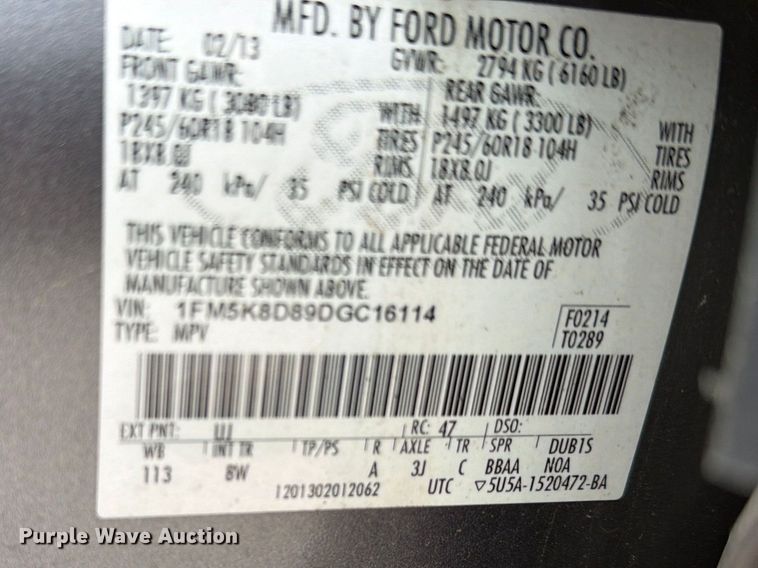 MFD. BY FORD MOTOR CO.
DATE: 02/13 GVWR: 2794 KG ( 6160 LB)
FRONT GAWR: REAR GAWR:
1397 KG ( 3080 LB) WITH 1497 KG ( 3300 LB) WITH
P245/60R18 104H TIRES P245/60R18 104H TIRES
18X8.0J RIMS 18X8.0J RIMS
AT 240 kPa/ 35 PSI COLD AT 240 kPa/ 35 PSI COLD
THIS VEHICLE CONFORMS TO ALL APPLICABLE FEDERAL MOTOR
VEHICLE SAFETY STANDARDS IN EFFECT ON THE DATE OF
MANUFACTURE SHOWN ABOVE.
VIN: 1FM5K8D89DGC16114 F0214
TYPE: MPV T0289
EXT PNT: UJ RC: 47 DSO:
WB INT TR TP/PS R AXLE TR SPR DUB1S
113 8W A 3J C BBAA NOA
1201302012062 UTC ▽5U5A-1520472-BA
Purple Wave Auction